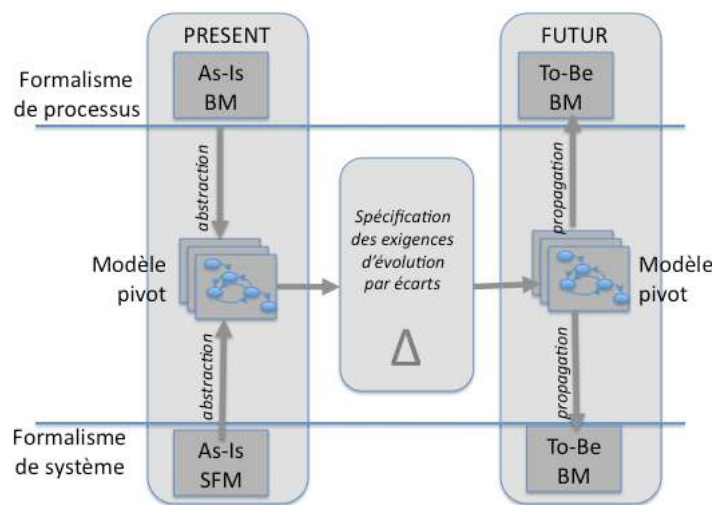 PRESENT
FUTUR
Formalisme
de processus
As-Is
BM
To-Be
BM
abstraction
propagation
Spécification
des exigences
d'évolution
par écarts
Δ
Modèle
pivot
Modèle
pivot
abstraction
propagation
Formalisme
de système
As-Is
SFM
To-Be
BM